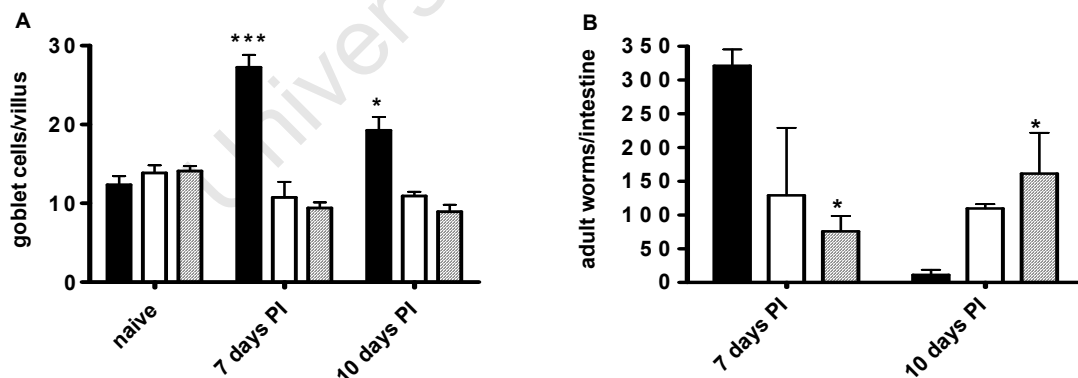 A
goblet cells/villus
30
20
10
0
***
*
naive
7 days PI
10 days PI
B
adult worms/intestine
350
300
250
200
150
100
50
0
*
*
7 days PI
10 days PI
Univers